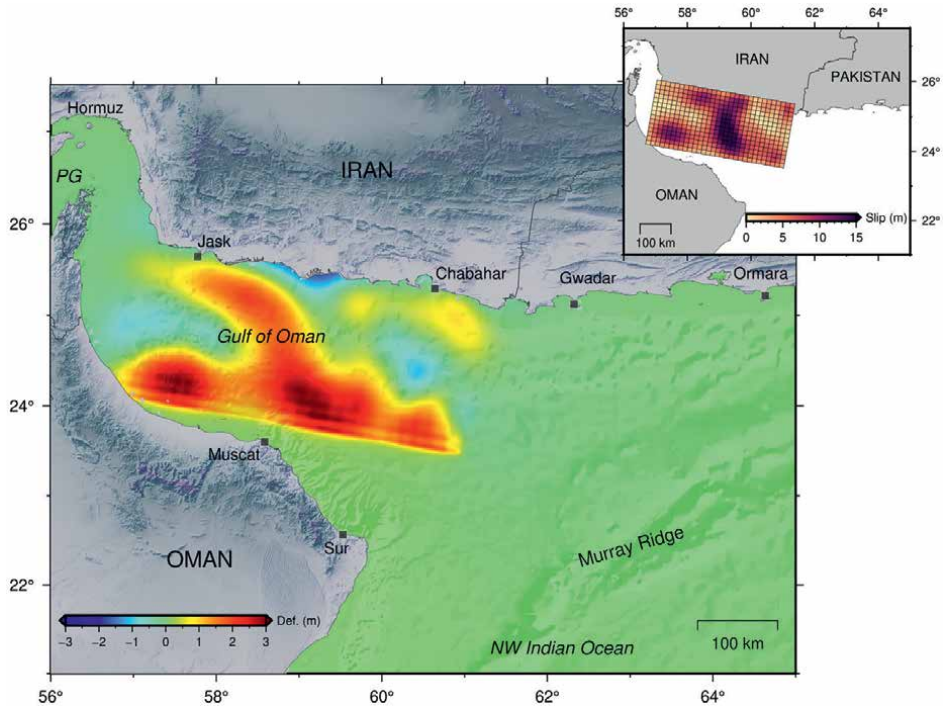 56° 58° 60° 62° 64°
IRAN
PAKISTAN
26°
24°
OMAN
22°
Slip (m)
100 km
0 5 10 15
Hormuz
PG
IRAN
26°
Jask
Chabahar
Gwadar
Ormara
Gulf of Oman
24°
Muscat
Sur
OMAN
Murray Ridge
22°
Def. (m)
−3 −2 −1 0 1 2 3
100 km
NW Indian Ocean
56° 58° 60° 62° 64°